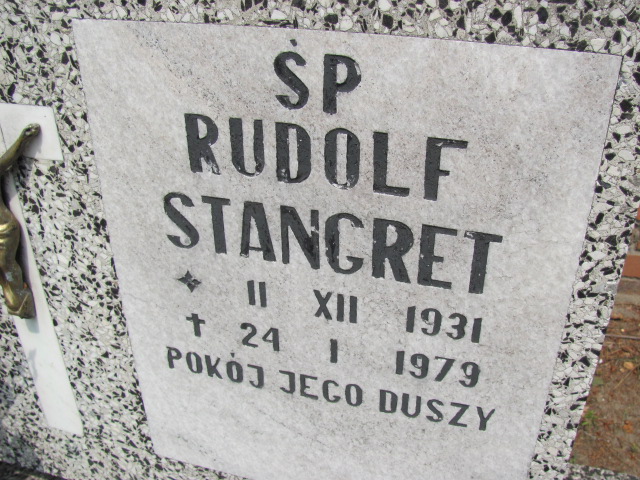 ŚP
RUDOLF
STANGRET
11 XII 1931
✝ 24 I 1979
POKÓJ JEGO DUSZY